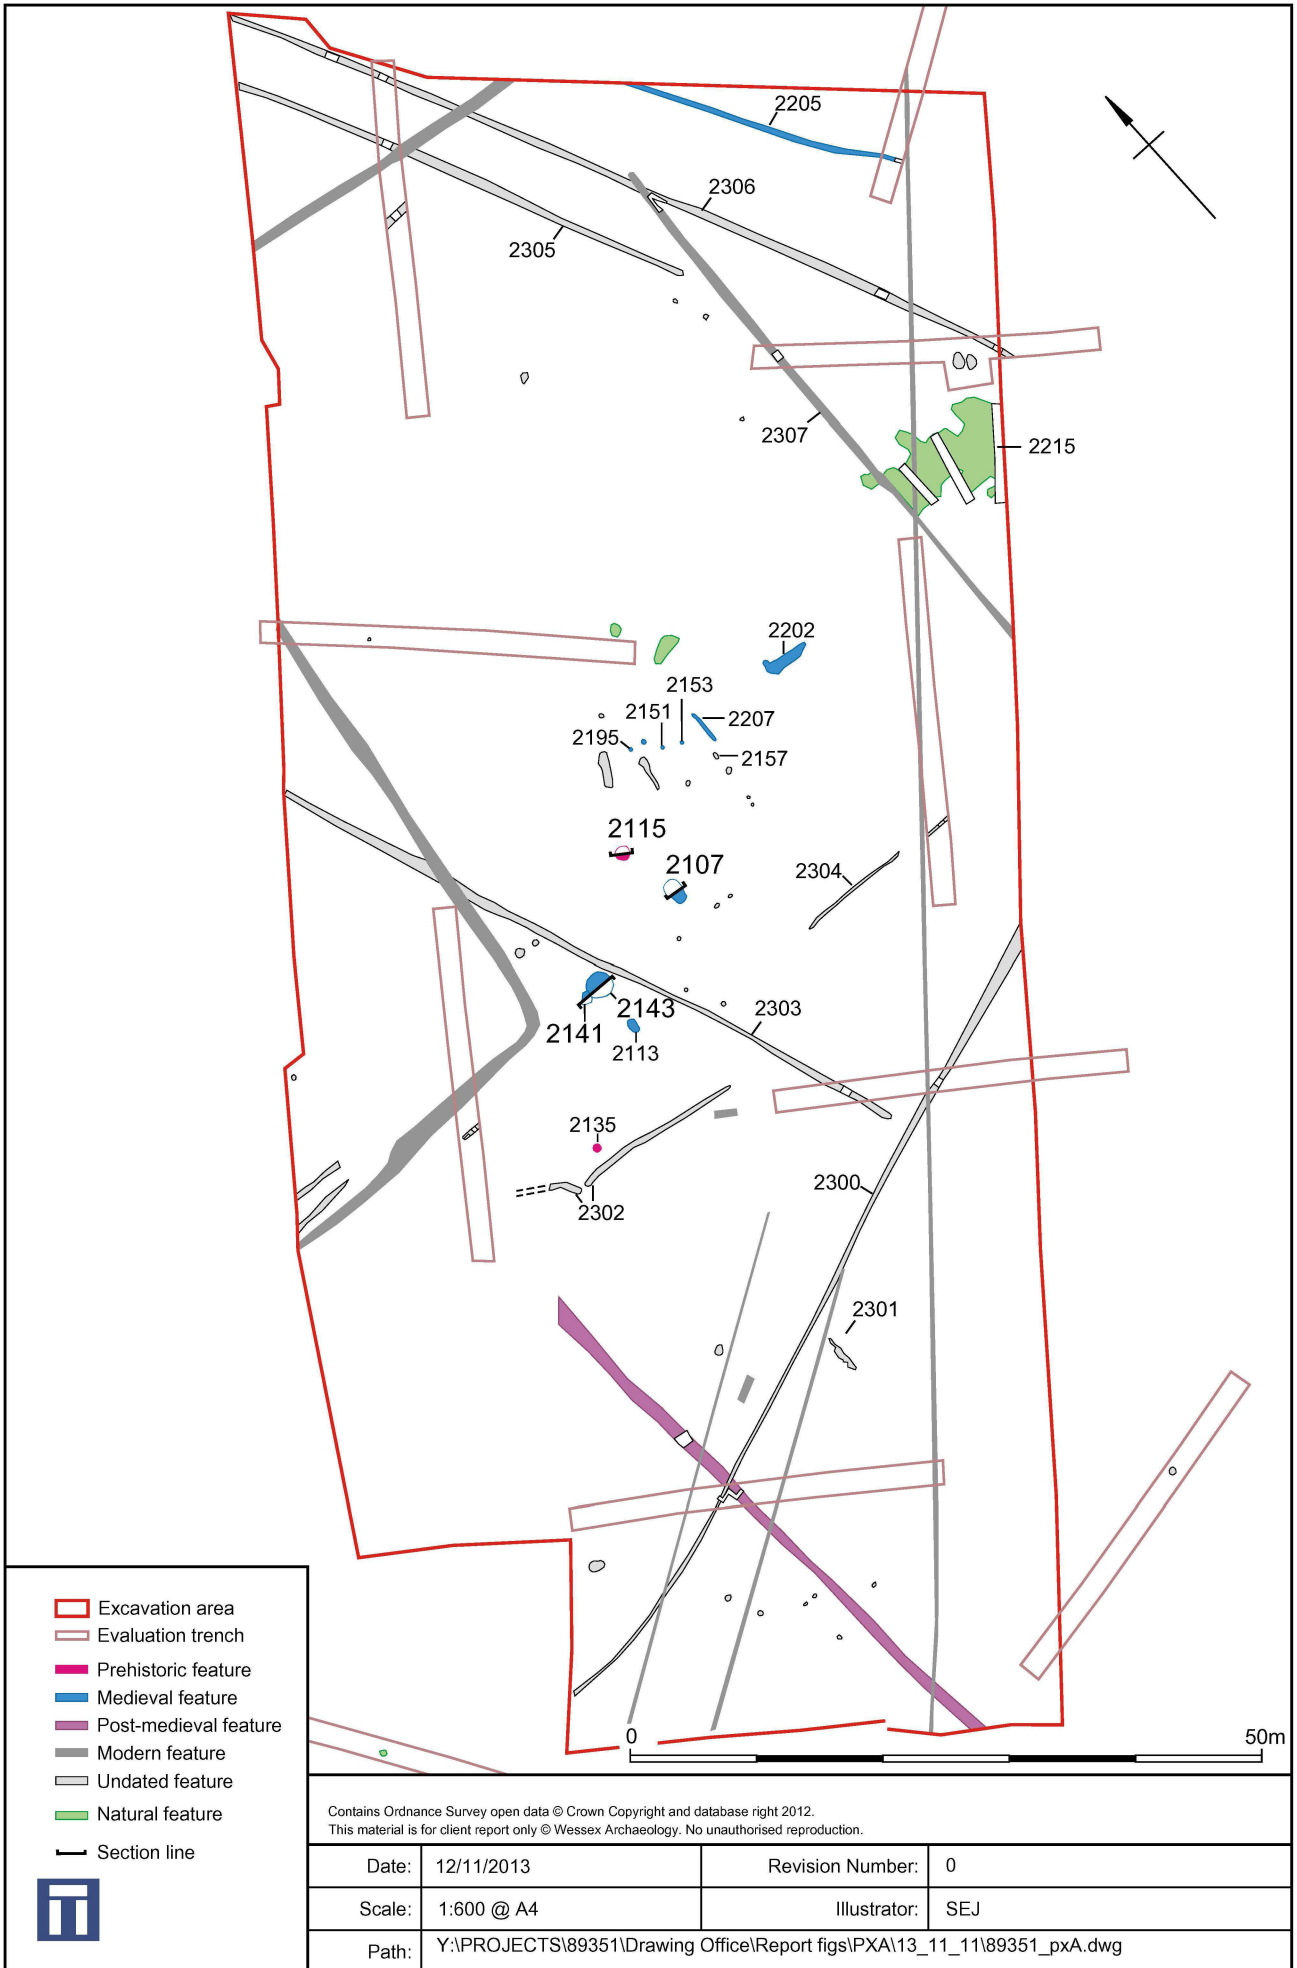 2205
2306
2305
2307
2215
2202
2153
2151
2207
2195
2157
2115
2107
2304
2143
2303
2141
2113
2135
2300
2302
2301
Excavation area
Evaluation trench
Prehistoric feature
Medieval feature
Post-medieval feature
Modern feature
Undated feature
Natural feature
Section line
0 50m
Contains Ordnance Survey open data © Crown Copyright and database right 2012.
This material is for client report only © Wessex Archaeology. No unauthorised reproduction.
Date: 12/11/2013 Revision Number: 0
Scale: 1:600 @ A4 Illustrator: SEJ
Path: Y:\PROJECTS\89351\Drawing Office\Report figs\PXA\13_11_11\89351_pxA.dwg